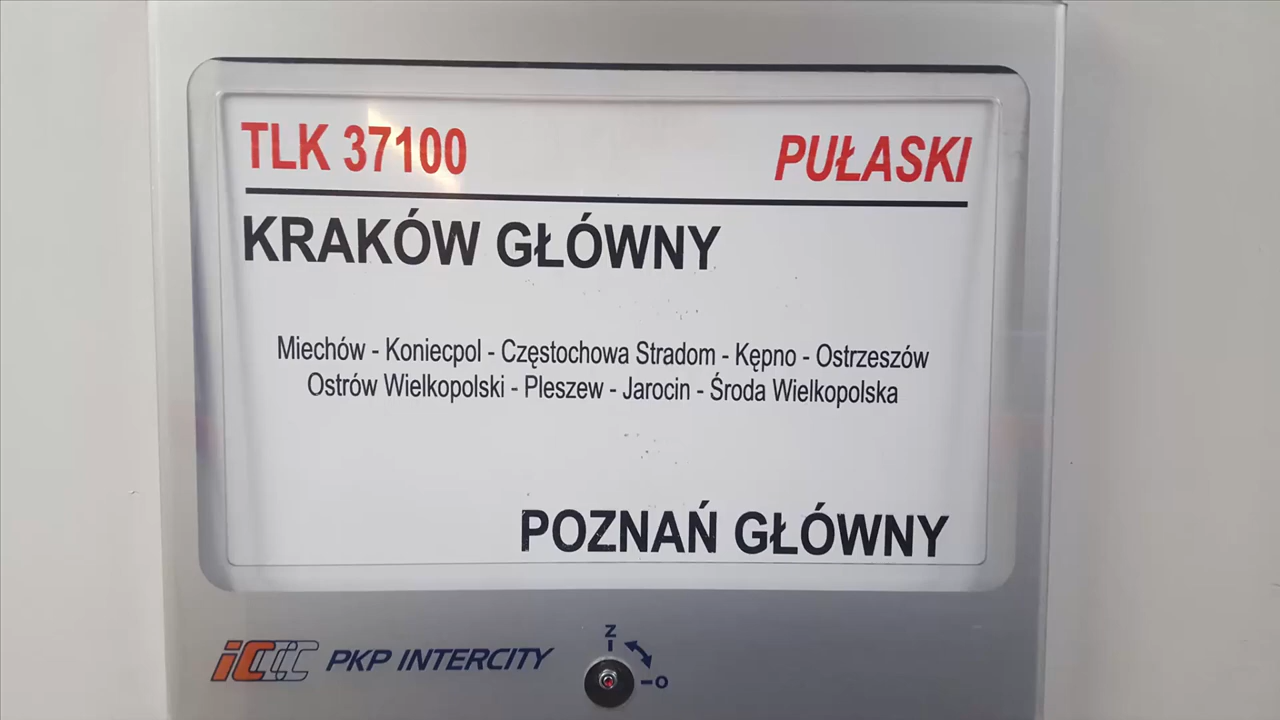 TLK 37100 PUŁASKI
KRAKÓW GŁÓWNY
Miechów - Koniecpol - Częstochowa Stradom - Kępno - Ostrzeszów
Ostrów Wielkopolski - Pleszew - Jarocin - Środa Wielkopolska
POZNAŃ GŁÓWNY
iCCC PKP INTERCITY
Z
O